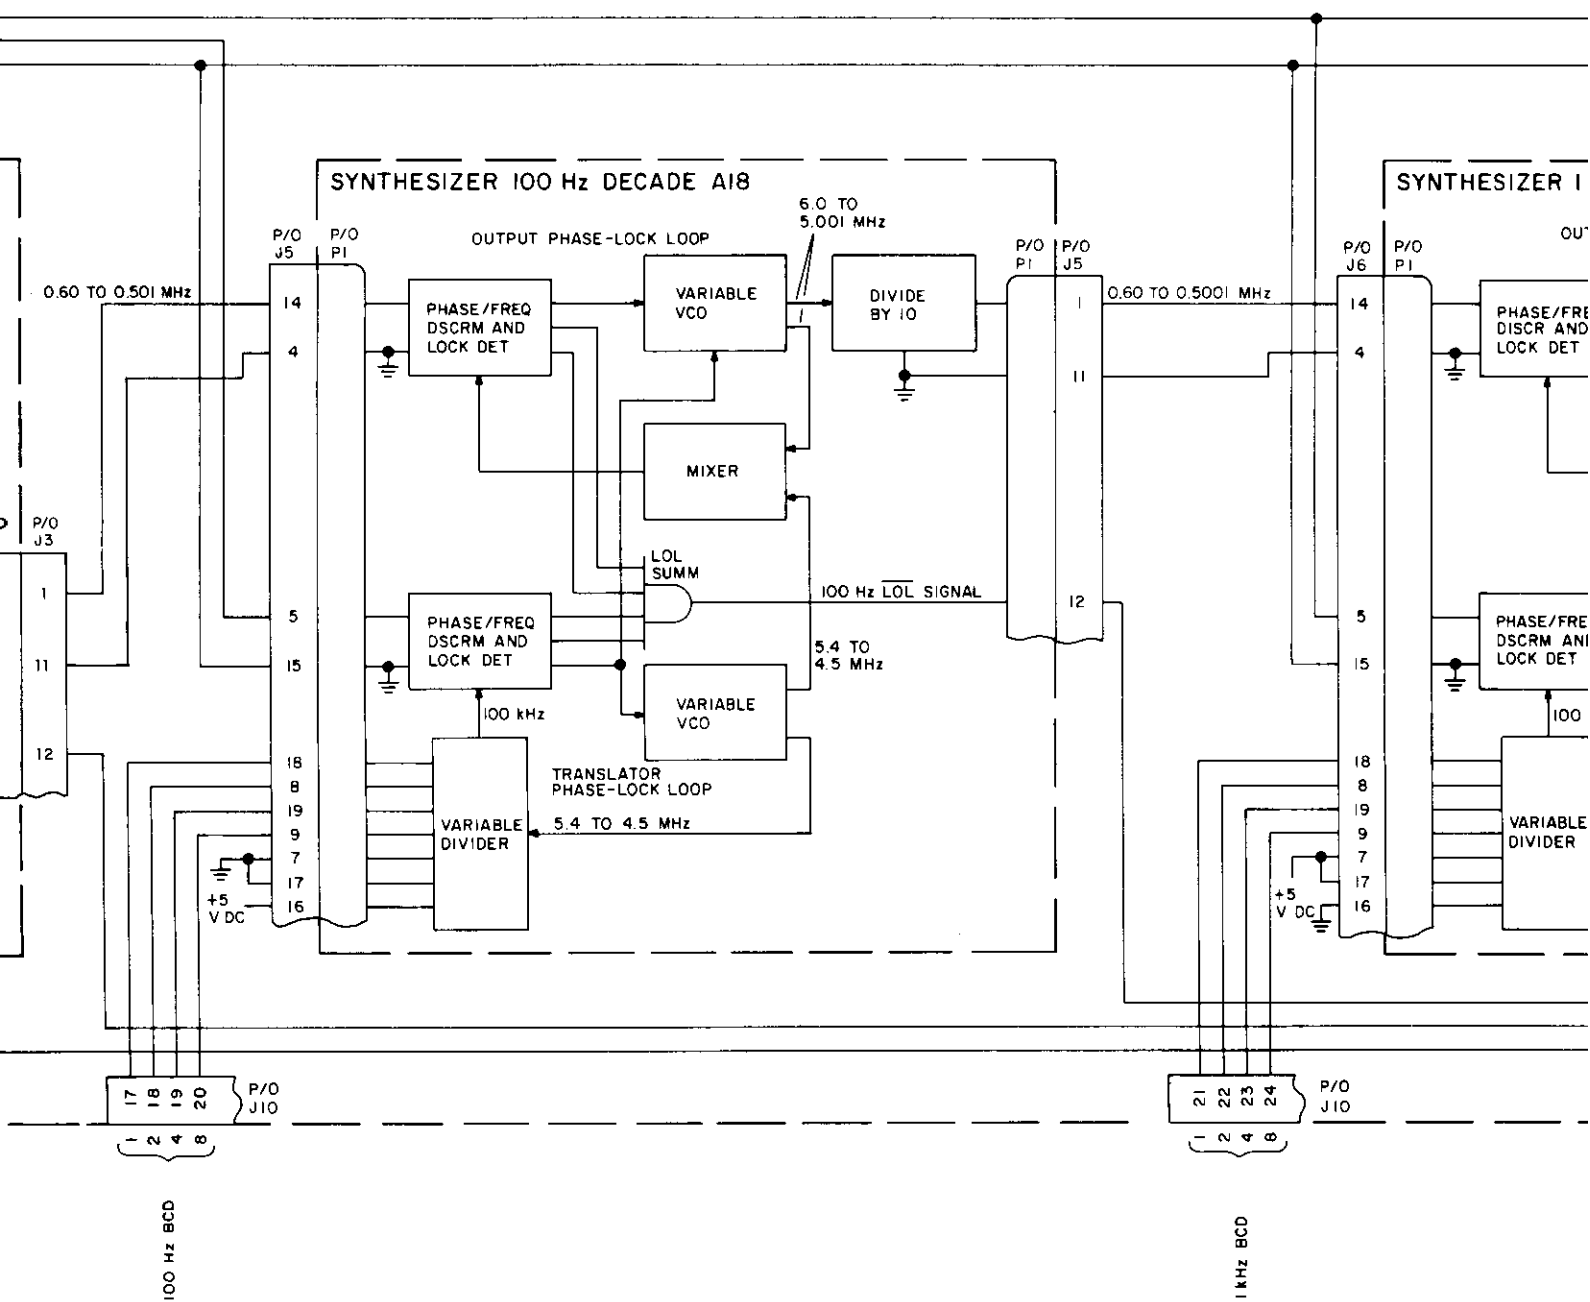 SYNTHESIZER 100 Hz DECADE A18
SYNTHESIZER 1
6.0 TO
5.001 MHz
OUTPUT PHASE-LOCK LOOP
P/O
J5
P/O
P1
P/O
P1
P/O
J5
P/O
J6
P/O
P1
OUT
0.60 TO 0.501 MHz
14
PHASE/FREQ
DSCRM AND
LOCK DET
VARIABLE
VCO
DIVIDE
BY 10
1
0.60 TO 0.5001 MHz
14
PHASE/FRE
DISCR AND
LOCK DET
4
11
4
MIXER
P/O
J3
LOL
SUMM
1
100 Hz LOL SIGNAL
12
5
PHASE/FREQ
DSCRM AND
LOCK DET
5
PHASE/FRE
DSCRM AN
LOCK DET
11
15
5.4 TO
4.5 MHz
15
100 KHz
VARIABLE
VCO
100
12
18
8
19
9
7
17
16
TRANSLATOR
PHASE-LOCK LOOP
VARIABLE
DIVIDER
5.4 TO 4.5 MHz
+5
V DC
18
8
19
9
7
17
16
VARIABLE
DIVIDER
+5
V DC
17 18 19 20
P/O
J10
1 2 4 8
100 Hz BCD
21 22 23 24
P/O
J10
1 2 4 8
1 KHz BCD